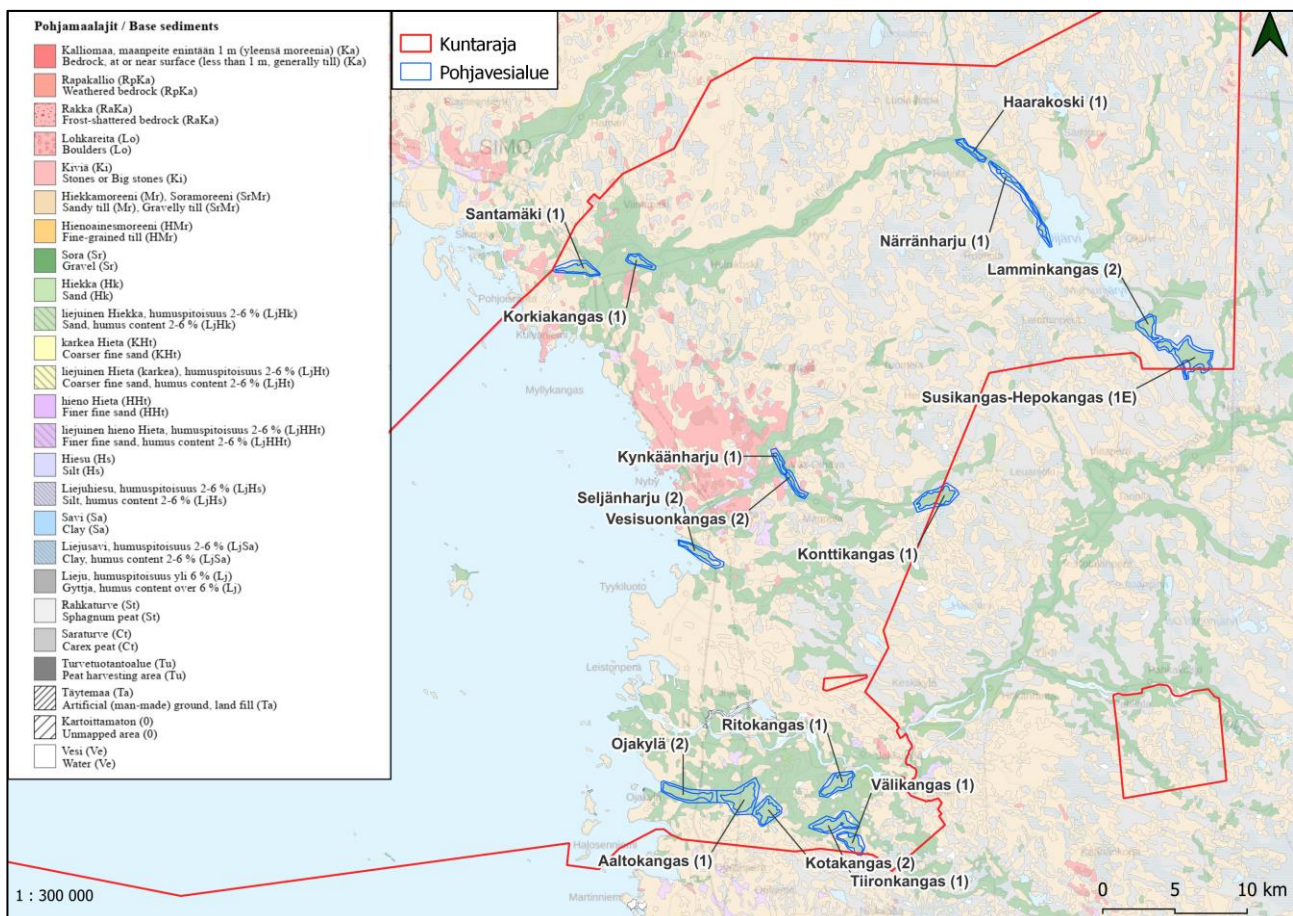 Pohjamaalajit / Base sediments
Kalliomaa, maanpeite enintään 1 m (yleensä moreenia) (Ka)
Bedrock, at or near surface (less than 1 m, generally till) (Ka)
Rapakallio (RpKa)
Weathered bedrock (RpKa)
Rakka (RaKa)
Frost-shattered bedrock (RaKa)
Lohkareita (Lo)
Boulders (Lo)
Kiviä (Ki)
Stones or Big stones (Ki)
Hiekkamoreeni (Mr), Soramoreeni (SrMr)
Sandy till (Mr), Gravelly till (SrMr)
Hienoainesmoreeni (HMr)
Fine-grained till (HMr)
Sora (Sr)
Gravel (Sr)
Hiekka (Hk)
Sand (Hk)
liejuinen Hiekka, humuspitoisuus 2-6 % (LjHk)
Sand, humus content 2-6 % (LjHk)
karkea Hieta (KHt)
Coarser fine sand (KHt)
liejuinen Hieta (karkea), humuspitoisuus 2-6 % (LjHt)
Coarser fine sand, humus content 2-6 % (LjHt)
hieno Hieta (HHt)
Finer fine sand (HHt)
liejuinen hieno Hieta, humuspitoisuus 2-6 % (LjHHt)
Finer fine sand, humus content 2-6 % (LjHHt)
Hiesu (Hs)
Silt (Hs)
Liejuhiesu, humuspitoisuus 2-6 % (LjHs)
Silt, humus content 2-6 % (LjHs)
Savi (Sa)
Clay (Sa)
Liejusavi, humuspitoisuus 2-6 % (LjSa)
Clay, humus content 2-6 % (LjSa)
Lieju, humuspitoisuus yli 6 % (Lj)
Gyttja, humus content over 6 % (Lj)
Rahkaturve (St)
Sphagnum peat (St)
Saraturve (Ct)
Carex peat (Ct)
Turvetuotantoalue (Tu)
Peat harvesting area (Tu)
Täytemaa (Ta)
Artificial (man-made) ground, land fill (Ta)
Kartoittamaton (0)
Unmapped area (0)
Vesi (Ve)
Water (Ve)
1 : 300 000
Kuntaraja
Pohjavesialue
SIMO
Haarakoski (1)
Santamäki (1)
Närränharju (1)
Lamminkangas (2)
Korkiakangas (1)
Myllykangas
Susikangas-Hepokangas (1E)
Kynkäänharju (1)
Nyby
Seljänharju (2)
Vesisuonkangas (2)
Konttikangas (1)
Tyykiluoto
Leistonperä
Ritokangas (1)
Ojakylä (2)
Välikangas (1)
Halosenniemi
Aaltokangas (1)
Kotakangas (2)
Tiironkangas (1)
Martinniemi
0 5 10 km